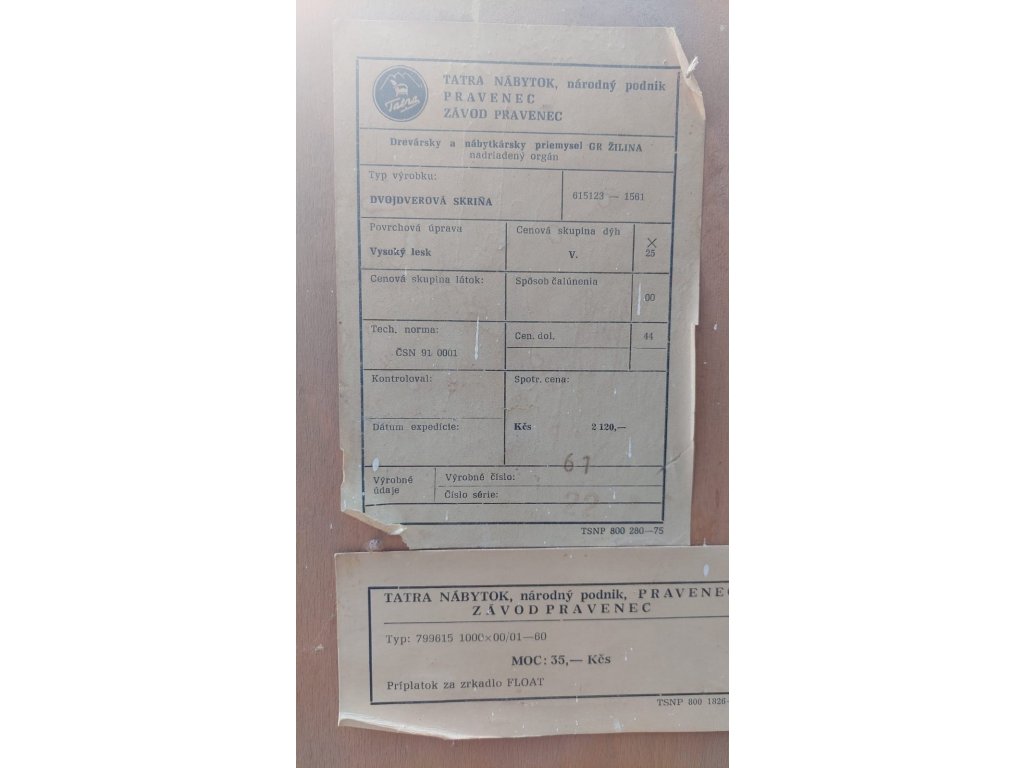 Tatra
TATRA NÁBYTOK, národný podnik
PRAVENEC
ZÁVOD PRAVENEC
Drevársky a nábytkársky priemysel GR ŽILINA
nadriadený orgán
Typ výrobku:
DVOJDVEROVÁ SKRIŇA
615123 — 1561
Povrchová úprava
Vysoký lesk
Cenová skupina dýh
V.
×
25
Cenová skupina látok:
Spôsob čalúnenia
00
Tech. norma:
ČSN 91 0001
Cen. dol.
44
Kontroloval:
Spotr. cena:
Dátum expedície:
Kčs 2 120,—
61
Výrobné
údaje
Výrobné číslo:
Číslo série:
22
TSNP 800 280—75
TATRA NÁBYTOK, národný podnik, PRAVENEC
ZÁVOD PRAVENEC
Typ: 799615 1000×00/01—60
MOC: 35,— Kčs
Príplatok za zrkadlo FLOAT
TSNP 800 1826-